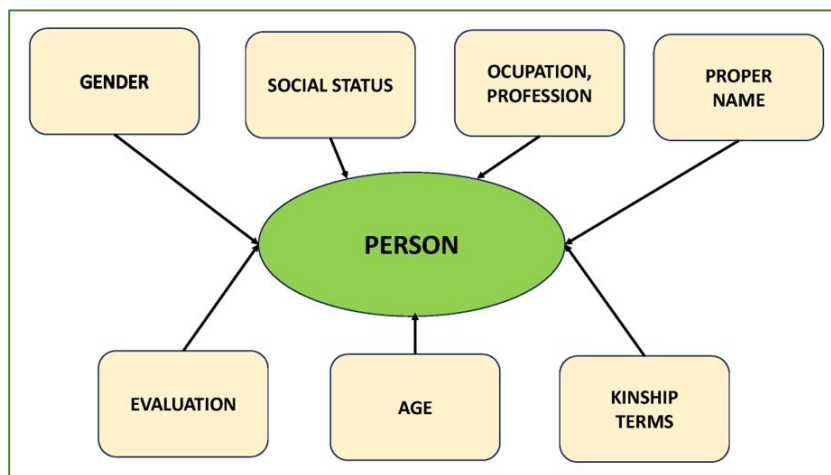 GENDER
SOCIAL STATUS
OCUPATION,
PROFESSION
PROPER
NAME
PERSON
EVALUATION
AGE
KINSHIP
TERMS